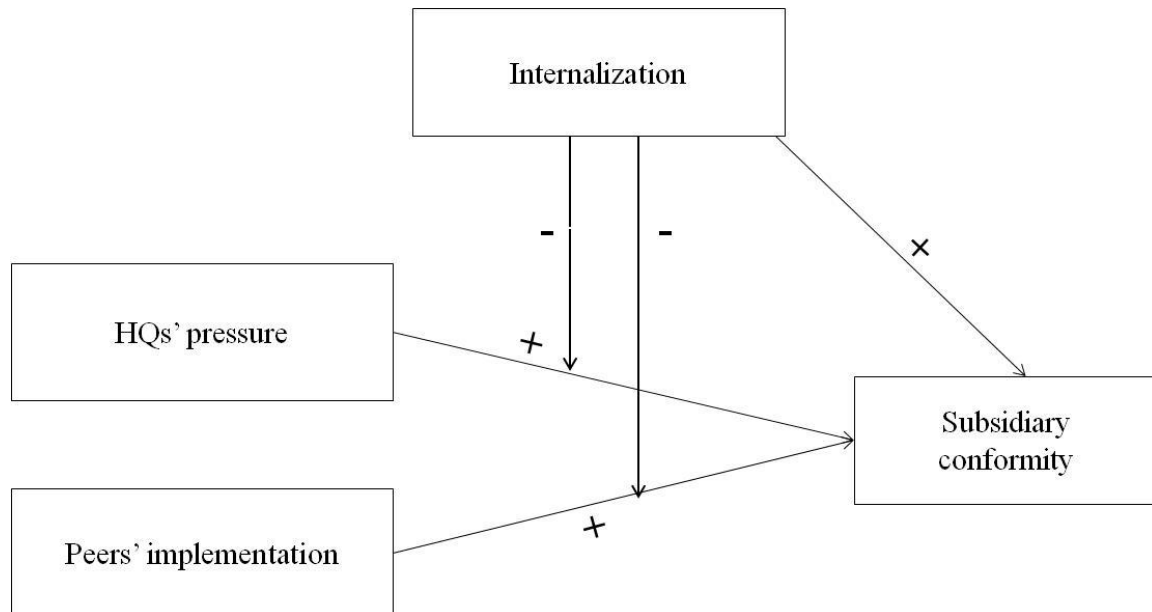 Internalization
- -
×
HQs’ pressure
+
Subsidiary
conformity
+
Peers’ implementation